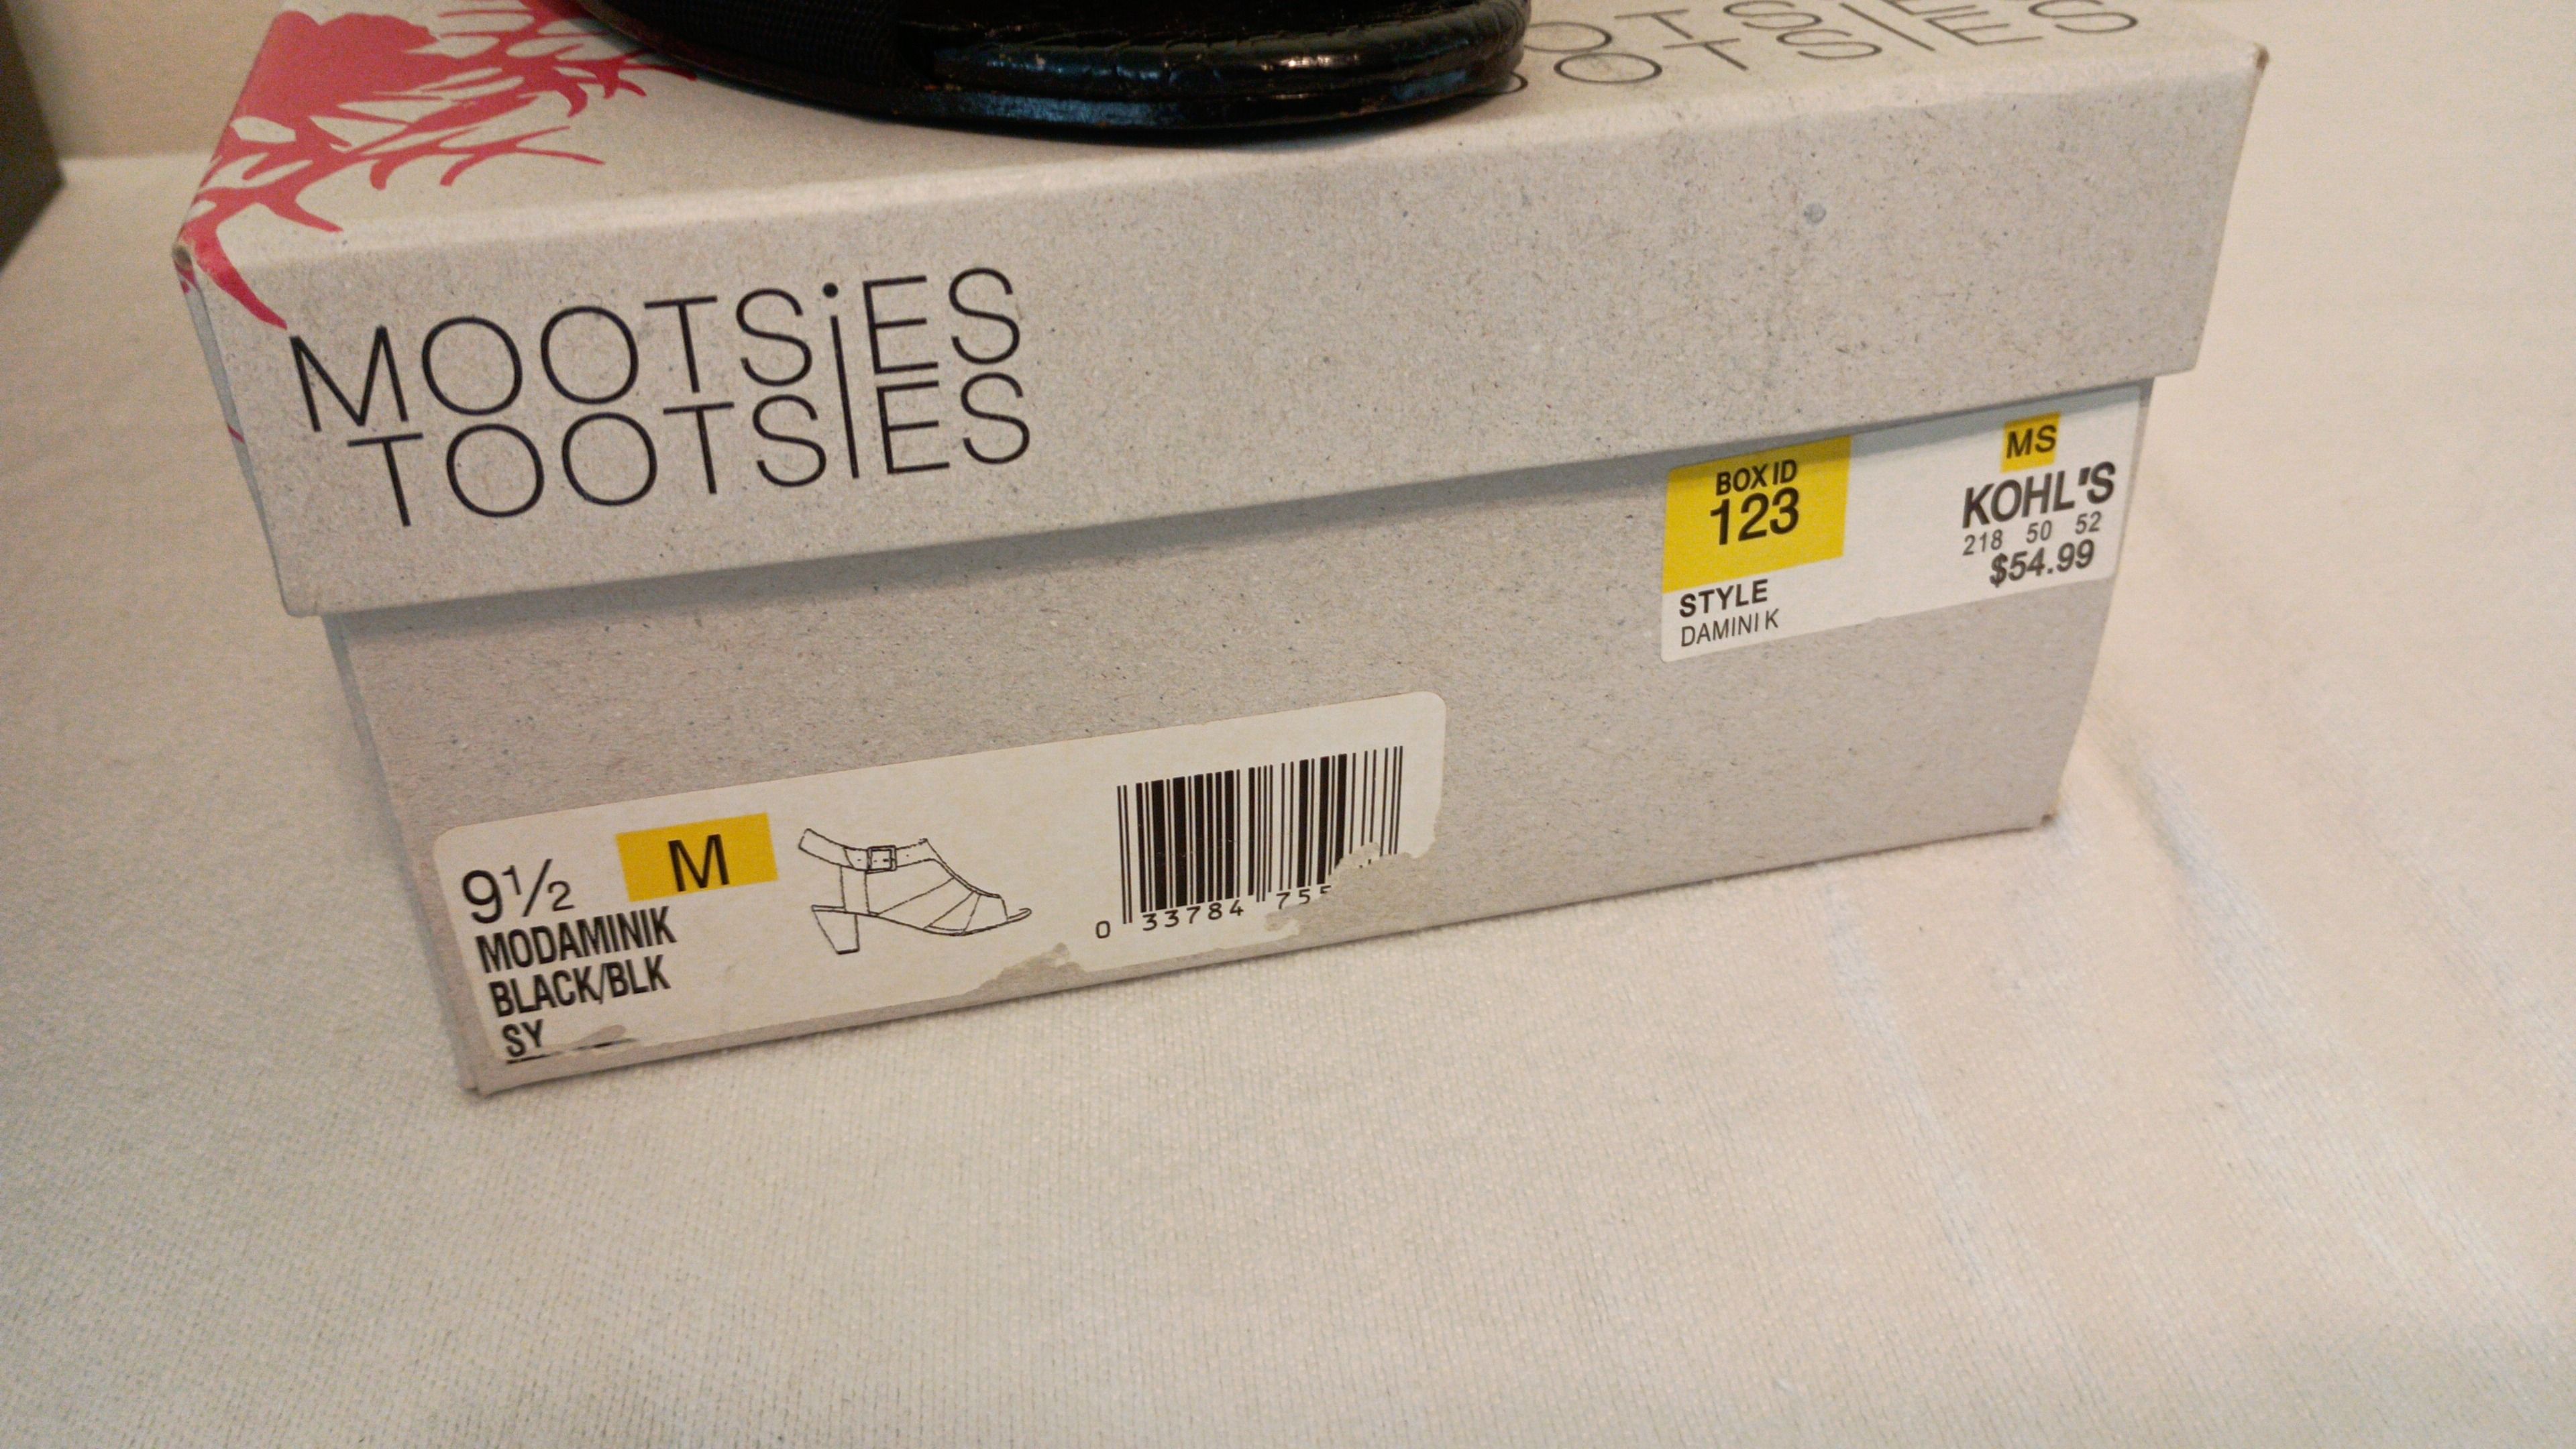 MOOTSiES
TOOTSIES
BOX ID
123
STYLE
DAMINIK
MS
KOHL'S
218 50 52
$54.99
9½ M
MODAMINIK
BLACK/BLK
SY
0 33784 75